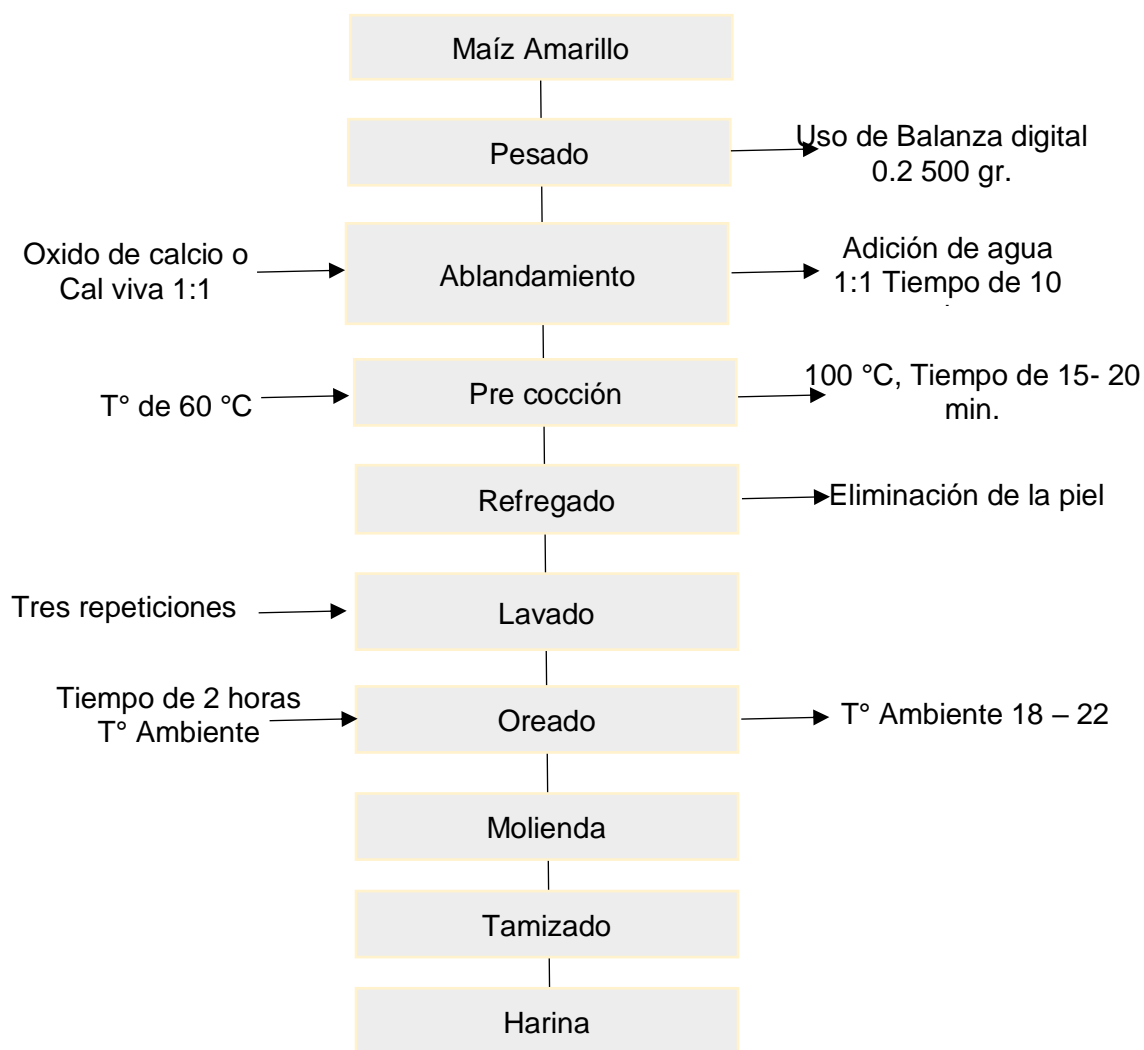 Maíz Amarillo
Pesado
Uso de Balanza digital
0.2 500 gr.
Oxido de calcio o
Cal viva 1:1
Ablandamiento
Adición de agua
1:1 Tiempo de 10
T° de 60 °C
Pre cocción
100 °C, Tiempo de 15- 20
min.
Refregado
Eliminación de la piel
Tres repeticiones
Lavado
Tiempo de 2 horas
T° Ambiente
Oreado
T° Ambiente 18 – 22
Molienda
Tamizado
Harina